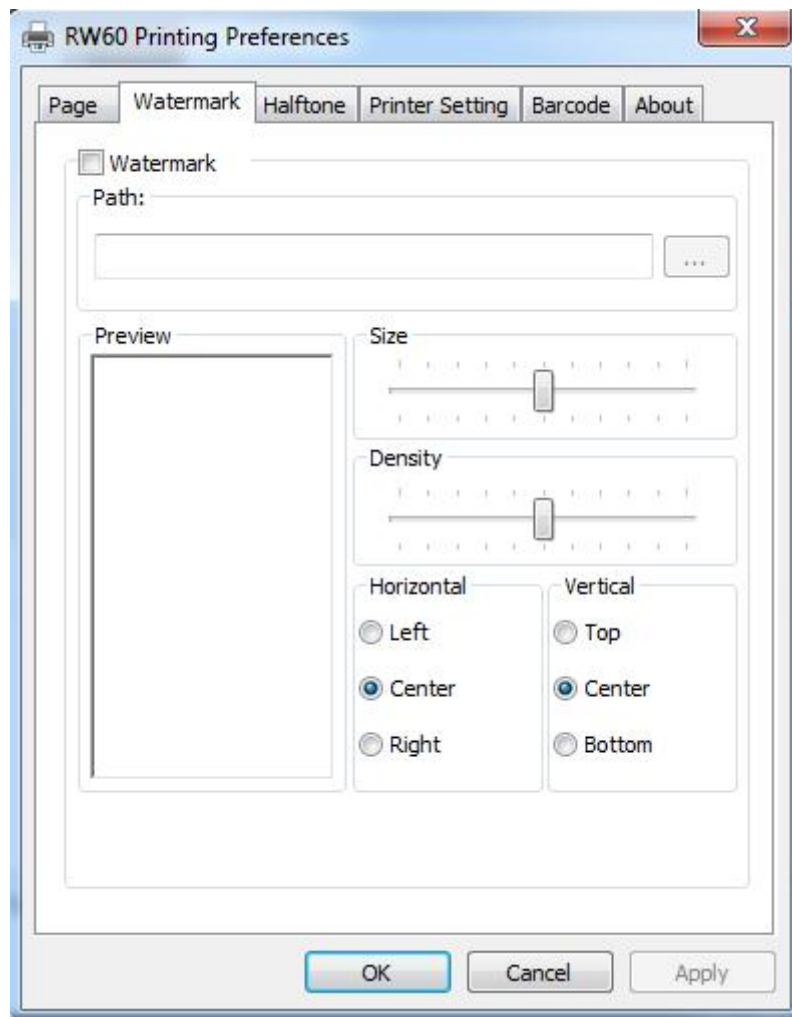 RW60 Printing Preferences
Page Watermark Halftone Printer Setting Barcode About
Watermark
Path:
...
Preview
Size
Density
Horizontal Vertical
Left Top
Center Center
Right Bottom
OK Cancel Apply